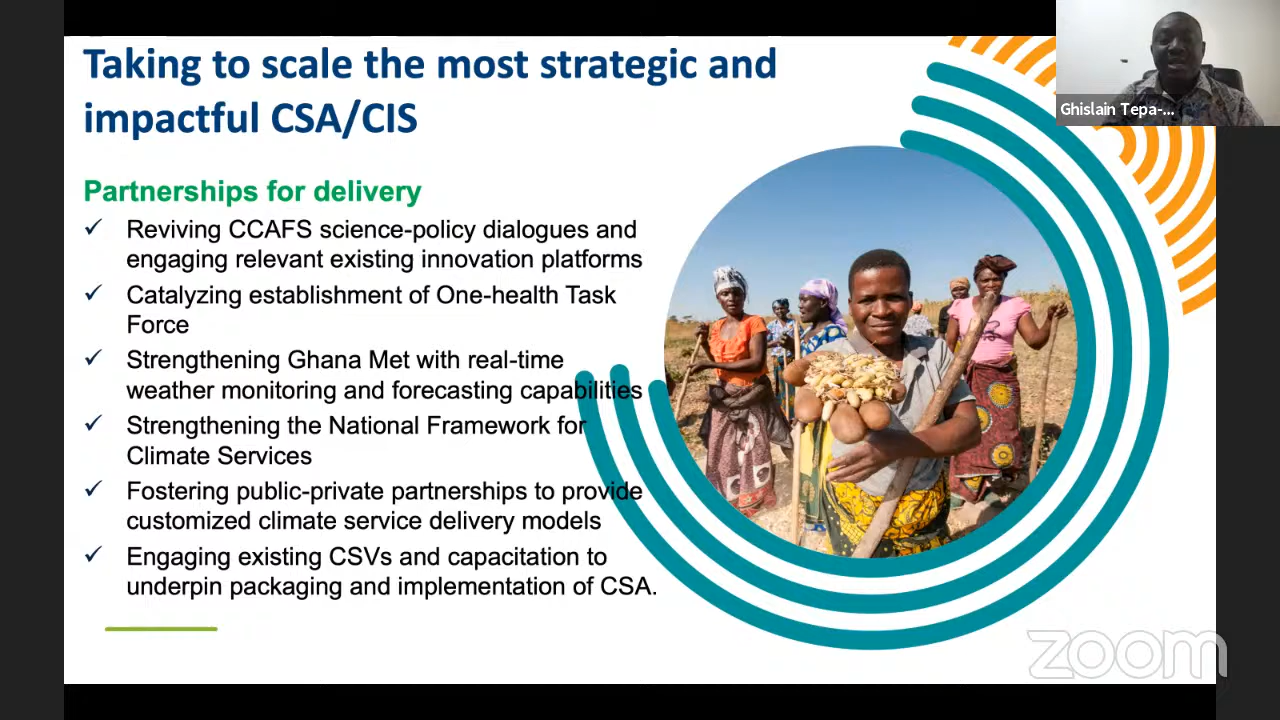 Taking to scale the most strategic and
impactful CSA/CIS
Ghislain Tepa-...
Partnerships for delivery
✓ Reviving CCAFS science-policy dialogues and
engaging relevant existing innovation platforms
✓ Catalyzing establishment of One-health Task
Force
✓ Strengthening Ghana Met with real-time
weather monitoring and forecasting capabilities
✓ Strengthening the National Framework for
Climate Services
✓ Fostering public-private partnerships to provide
customized climate service delivery models
✓ Engaging existing CSVs and capacitation to
underpin packaging and implementation of CSA.
zoom